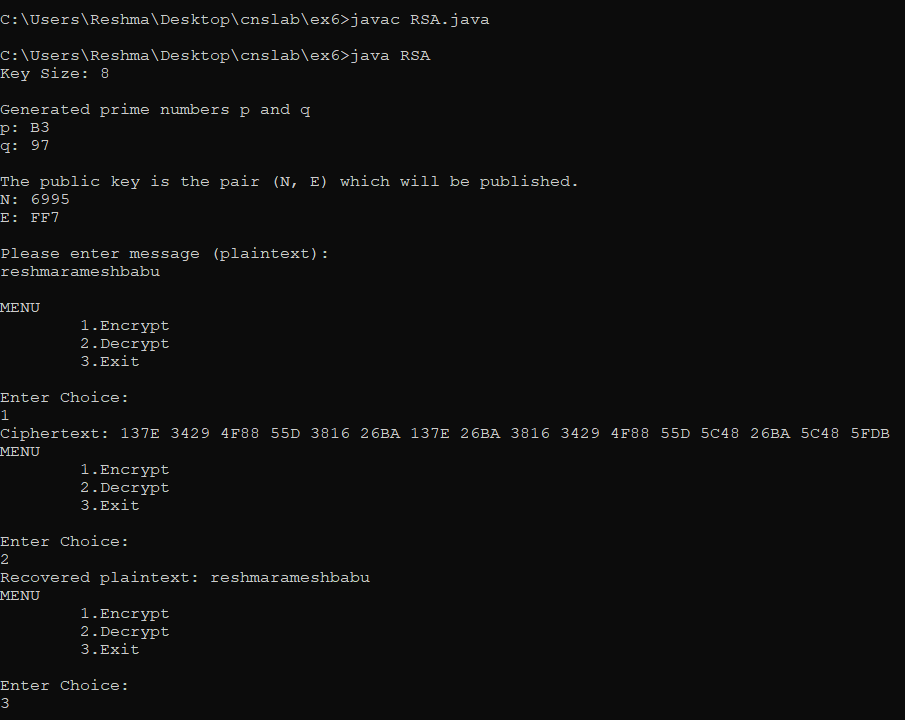 C:\Users\Reshma\Desktop\cnslab\ex6>javac RSA.java
C:\Users\Reshma\Desktop\cnslab\ex6>java RSA
Key Size: 8
Generated prime numbers p and q
p: B3
q: 97
The public key is the pair (N, E) which will be published.
N: 6995
E: FF7
Please enter message (plaintext):
reshmarameshbabu
MENU
1.Encrypt
2.Decrypt
3.Exit
Enter Choice:
1
Ciphertext: 137E 3429 4F88 55D 3816 26BA 137E 26BA 3816 3429 4F88 55D 5C48 26BA 5C48 5FDB
MENU
1.Encrypt
2.Decrypt
3.Exit
Enter Choice:
2
Recovered plaintext: reshmarameshbabu
MENU
1.Encrypt
2.Decrypt
3.Exit
Enter Choice:
3